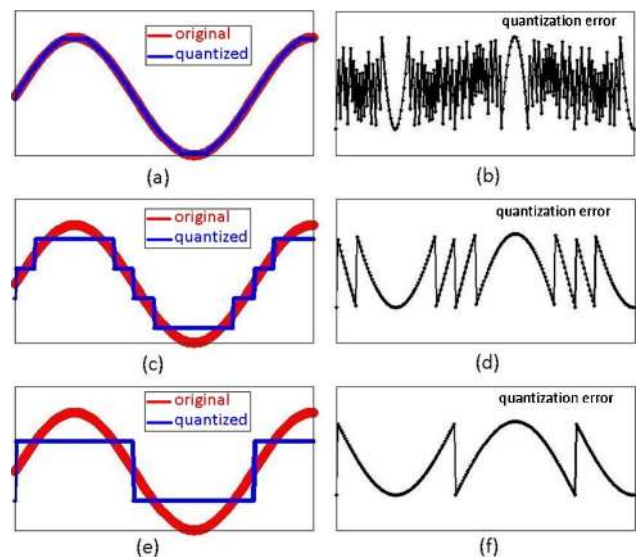 original
quantized
quantization error
(a)
(b)
original
quantized
quantization error
(c)
(d)
original
quantized
quantization error
(e)
(f)